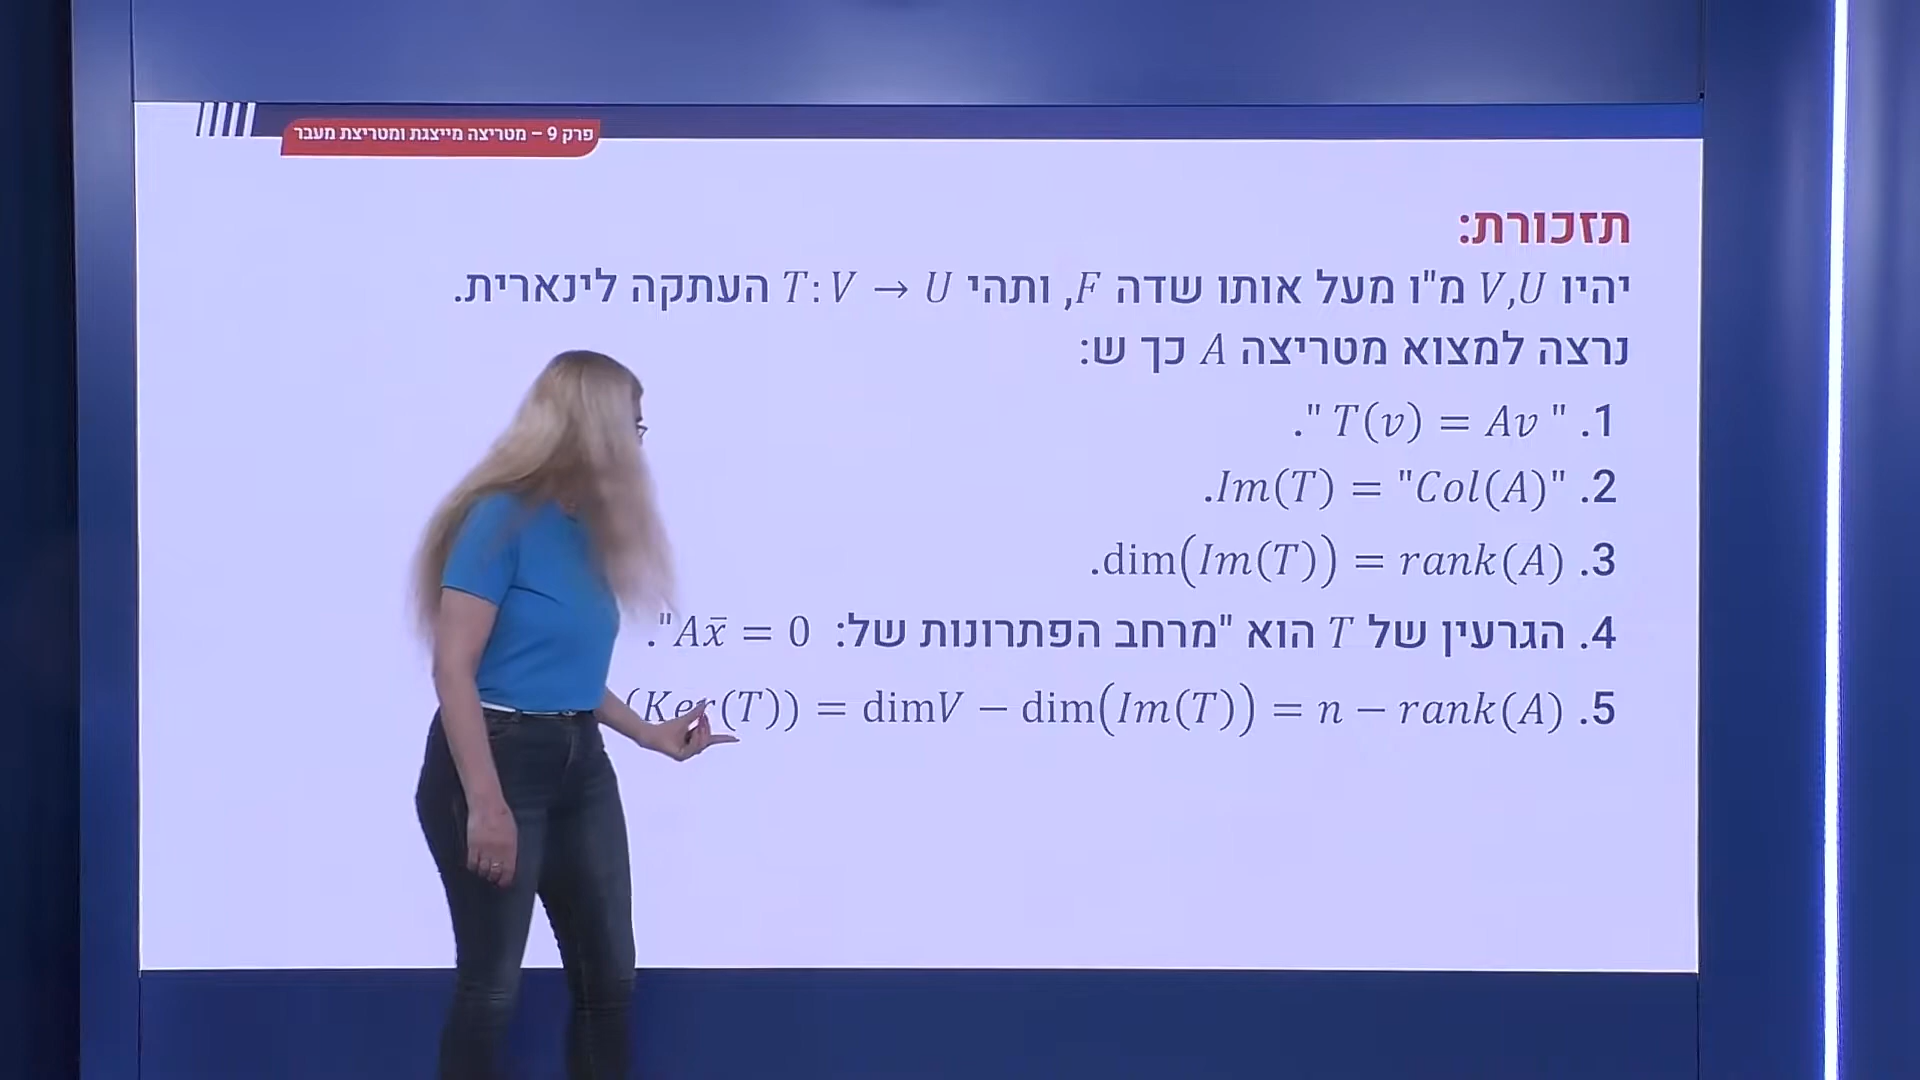 פרק 9 – מטריצה מייצגת ומטריצת מעבר
תזכורת:
יהיו V,U מ"ו מעל אותו שדה F, ותהי T: V → U העתקה לינארית.
נרצה למצוא מטריצה A כך ש:
1. " T(v) = Av ".
2. Im(T) = "Col(A)".
3. dim(Im(T)) = rank(A).
4. הגרעין של T הוא "מרחב הפתרונות של: Ax̄ = 0".
5. (Ker(T)) = dimV − dim(Im(T)) = n − rank(A)